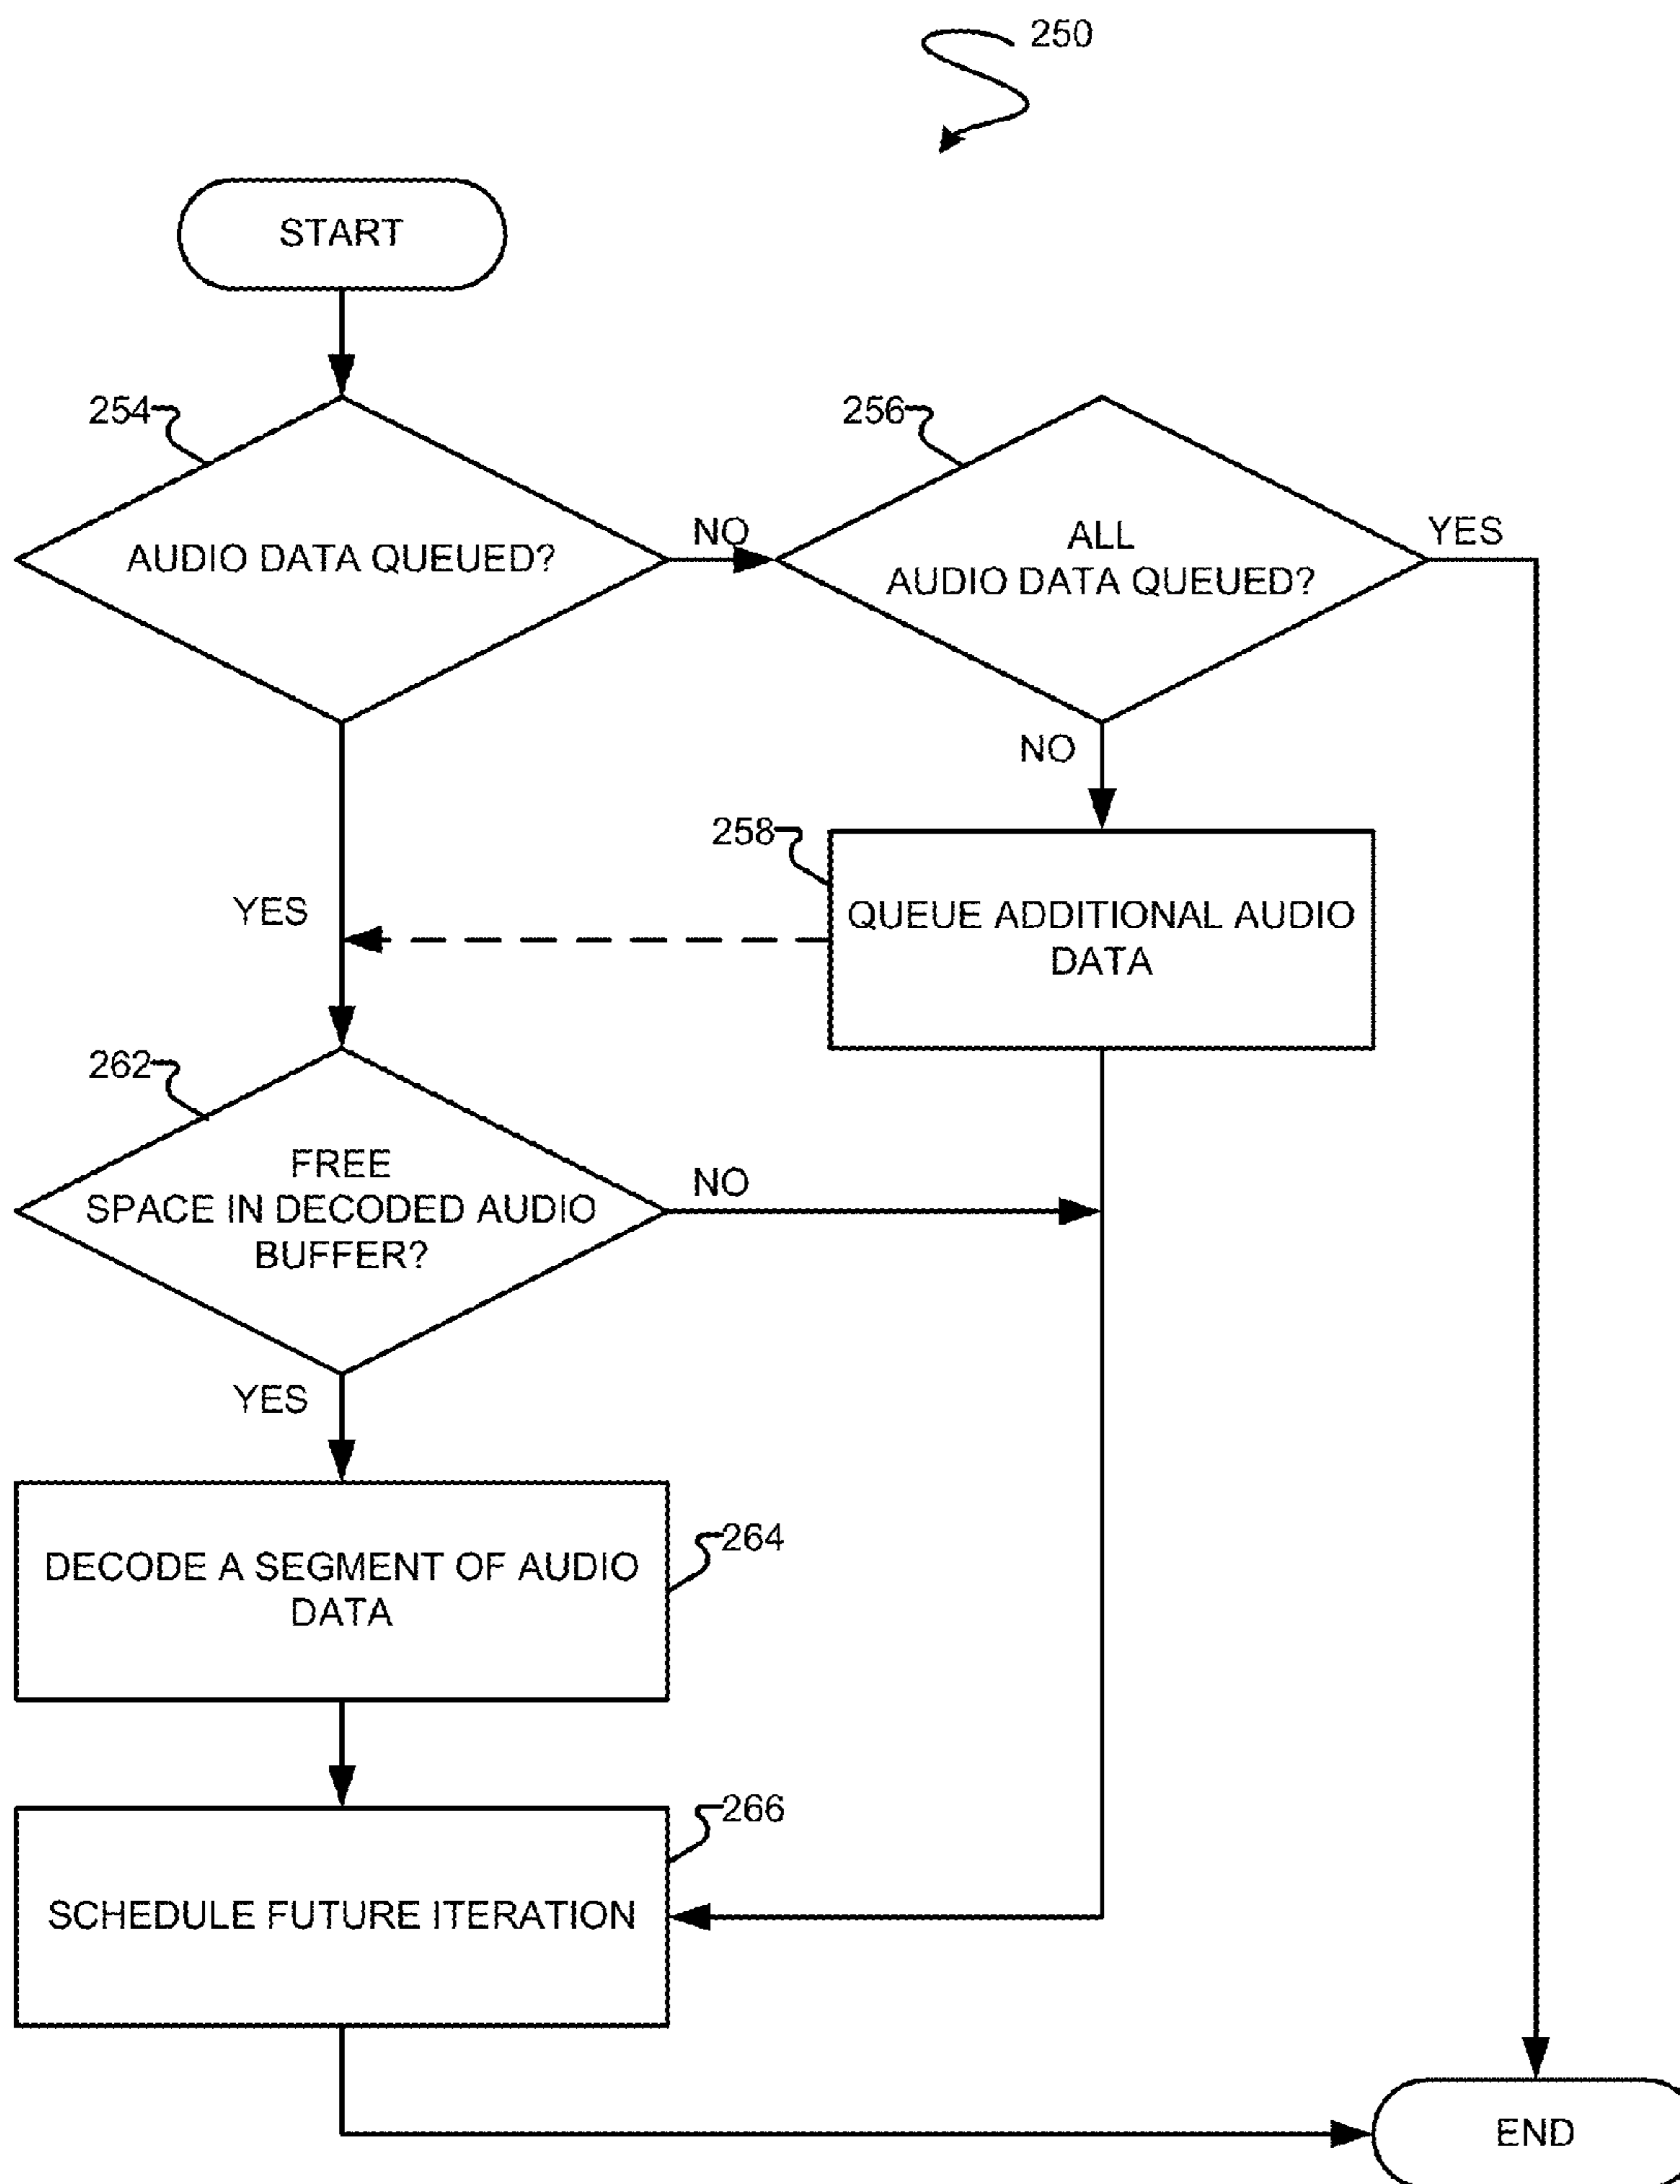 250
START
254
256
AUDIO DATA QUEUED?
NO
ALL
AUDIO DATA QUEUED?
YES
NO
258
YES
QUEUE ADDITIONAL AUDIO
DATA
262
FREE
SPACE IN DECODED AUDIO
BUFFER?
NO
YES
264
DECODE A SEGMENT OF AUDIO
DATA
266
SCHEDULE FUTURE ITERATION
END